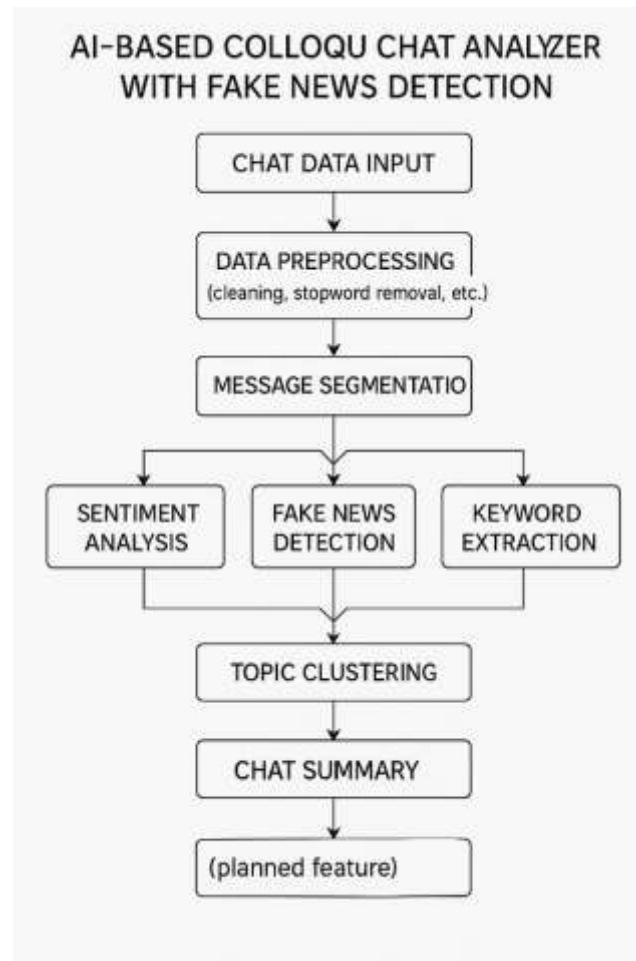 AI-BASED COLLOQU CHAT ANALYZER
WITH FAKE NEWS DETECTION
CHAT DATA INPUT
DATA PREPROCESSING
(cleaning, stopword removal, etc.)
MESSAGE SEGMENTATIO
SENTIMENT
ANALYSIS
FAKE NEWS
DETECTION
KEYWORD
EXTRACTION
TOPIC CLUSTERING
CHAT SUMMARY
(planned feature)